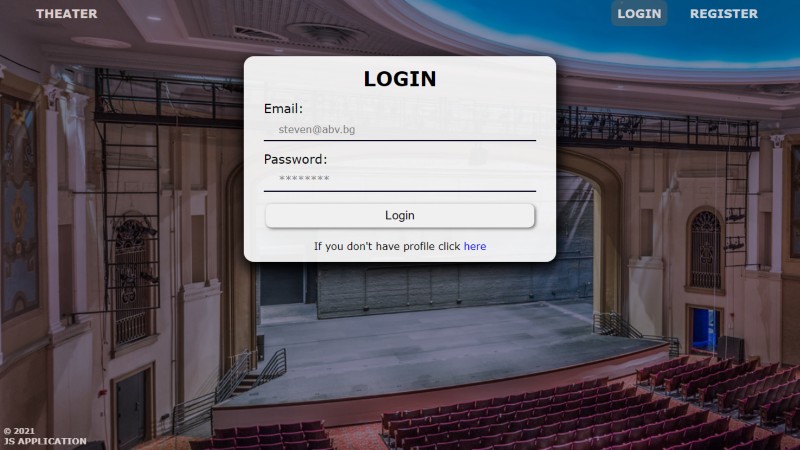 THEATER
LOGIN
REGISTER
LOGIN
Email:
steven@abv.bg
Password:
********
Login
If you don't have profile click here
© 2021
JS APPLICATION